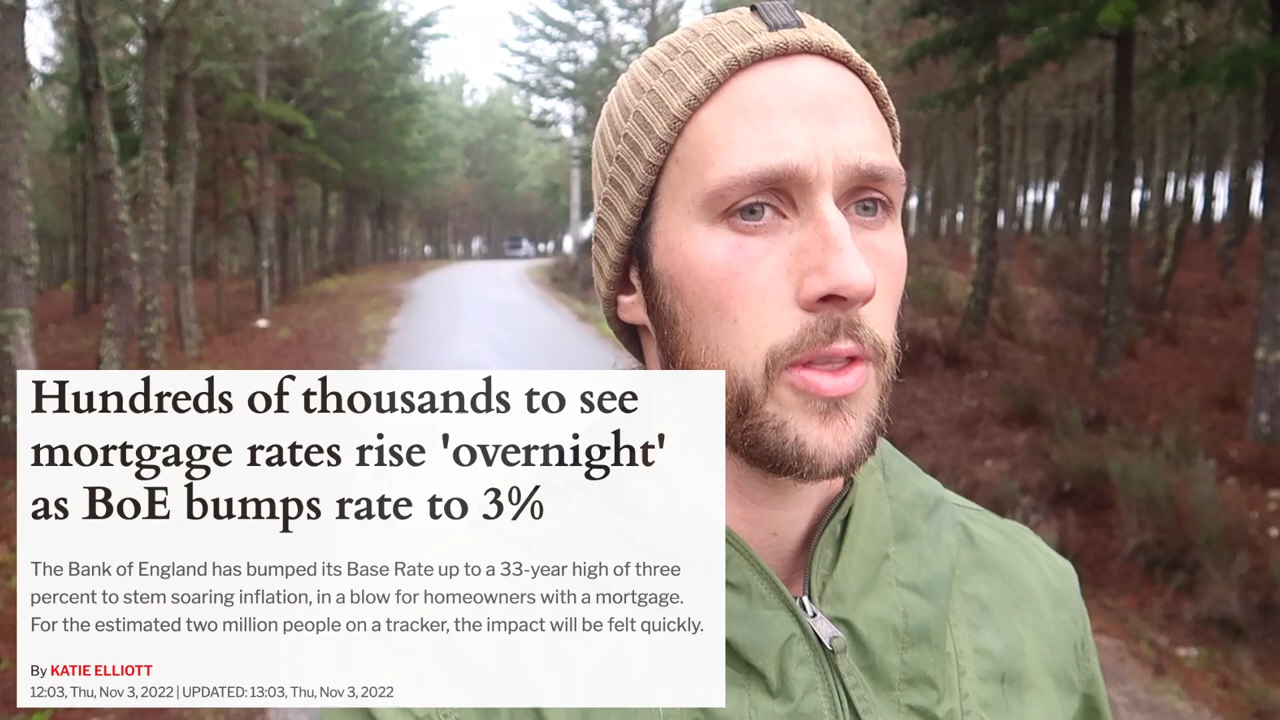 Hundreds of thousands to see
mortgage rates rise 'overnight'
as BoE bumps rate to 3%
The Bank of England has bumped its Base Rate up to a 33-year high of three
percent to stem soaring inflation, in a blow for homeowners with a mortgage.
For the estimated two million people on a tracker, the impact will be felt quickly.
By KATIE ELLIOTT
12:03, Thu, Nov 3, 2022 | UPDATED: 13:03, Thu, Nov 3, 2022